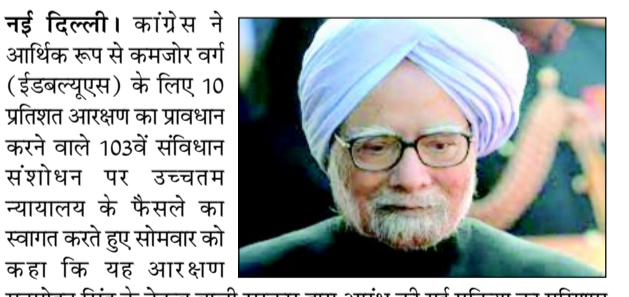 नई दिल्ली। कांग्रेस ने
आर्थिक रूप से कमजोर वर्ग
(ईडबल्यूएस) के लिए 10
प्रतिशत आरक्षण का प्रावधान
करने वाले 103वें संविधान
संशोधन पर उच्चतम
न्यायालय के फैसले का
स्वागत करते हुए सोमवार को
कहा कि यह आरक्षण